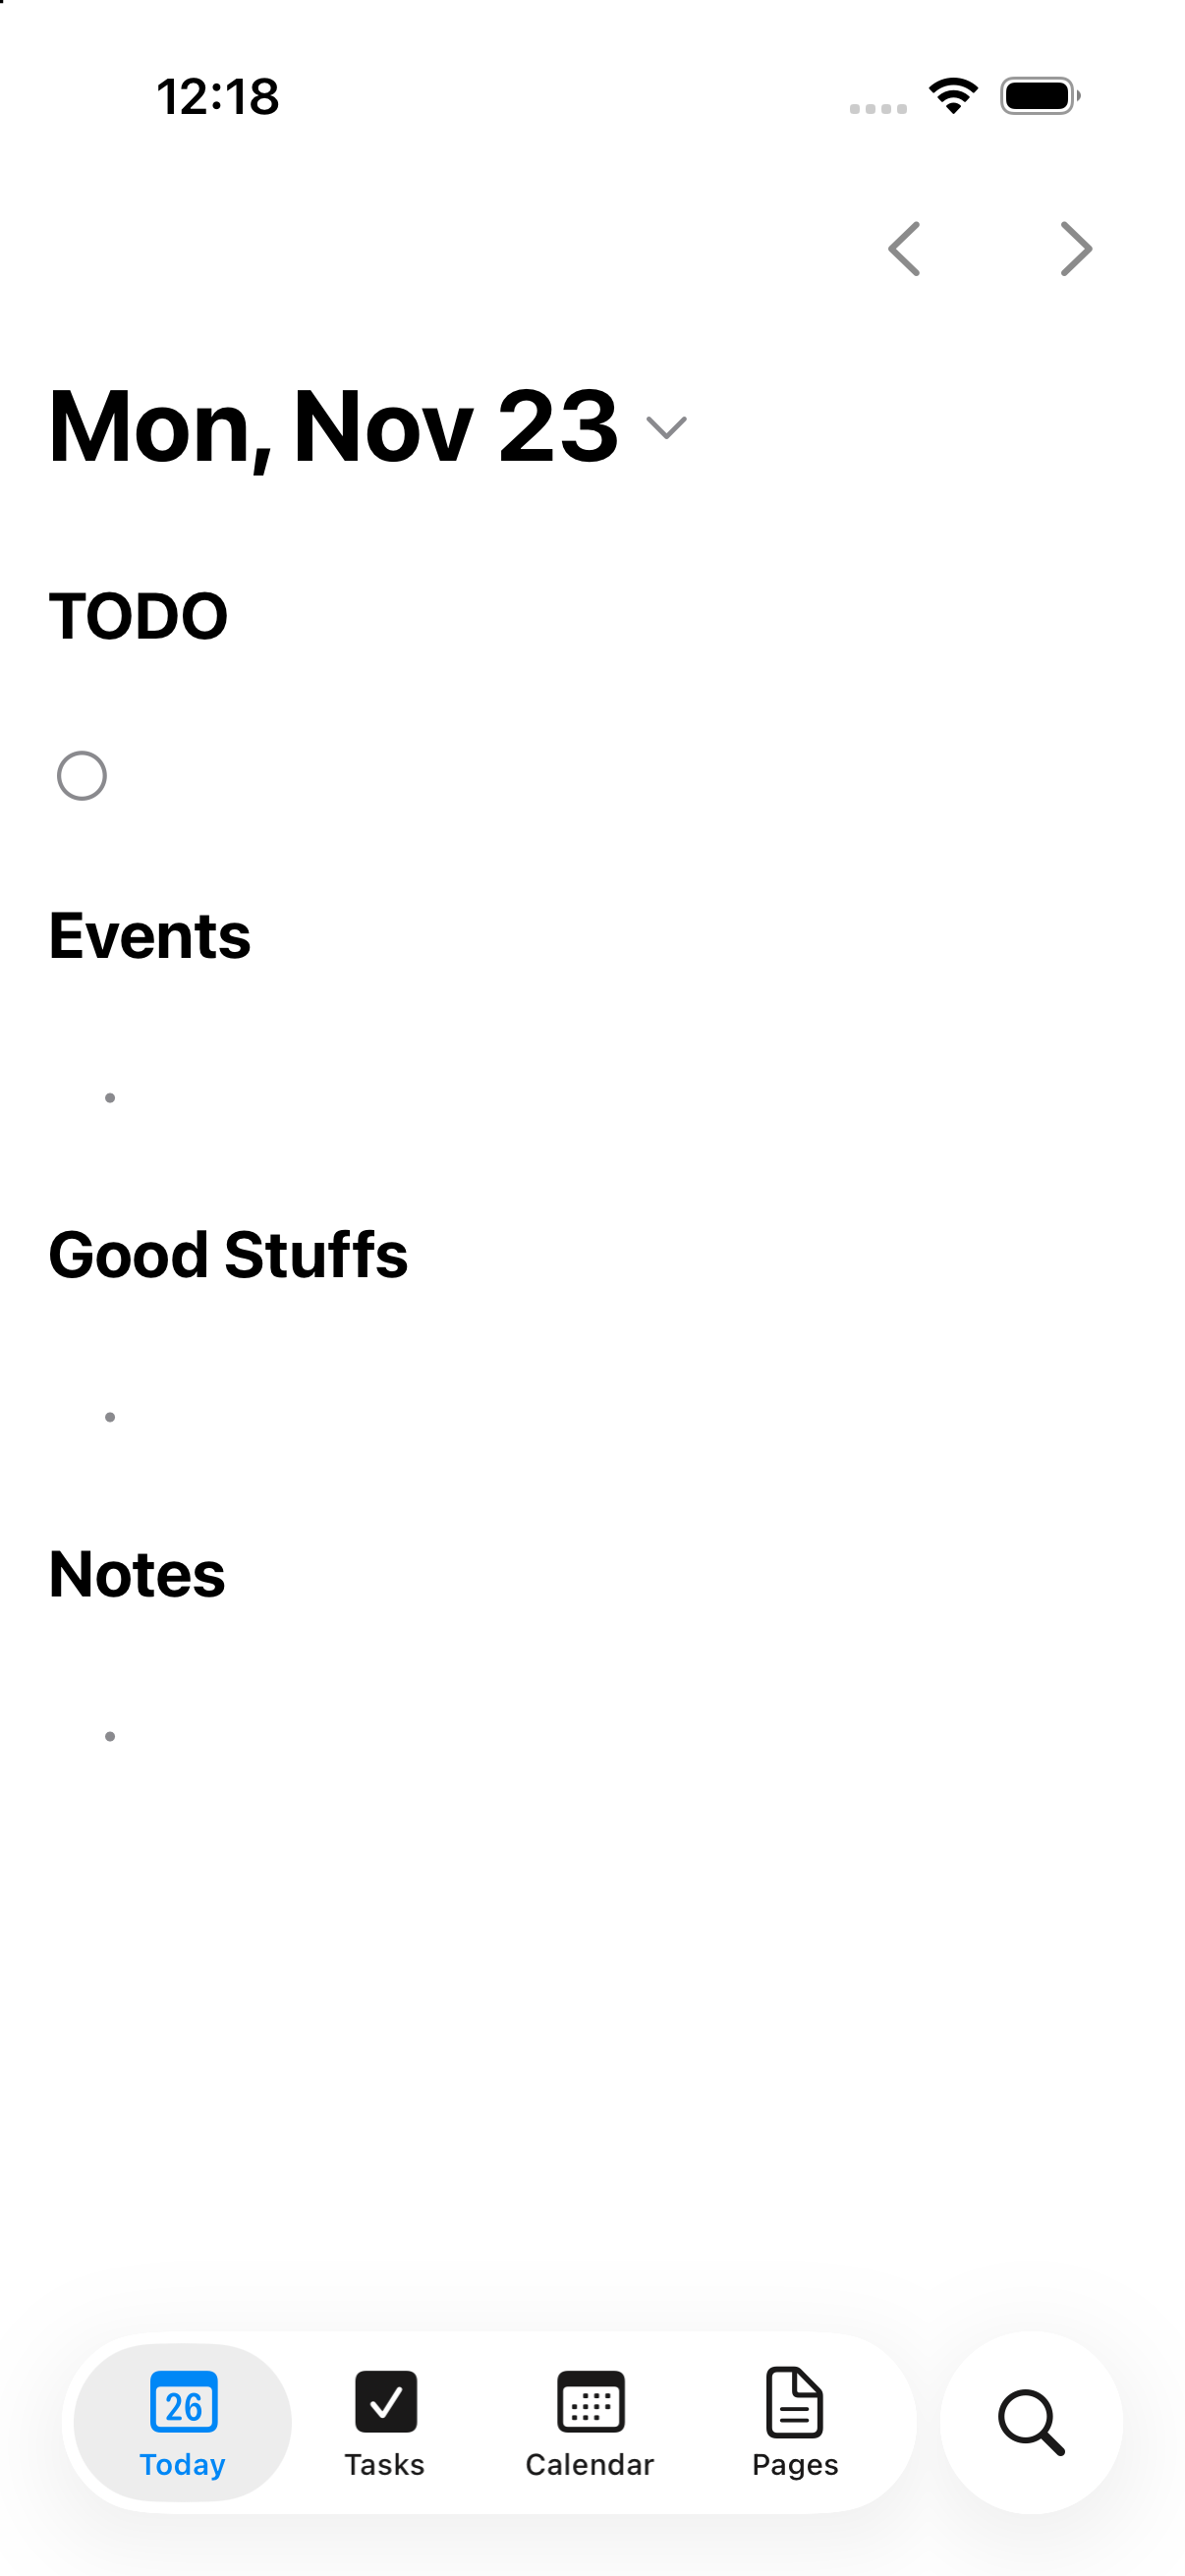 12:18
Mon, Nov 23
TODO
Events
Good Stuffs
Notes
26
Today
Tasks
Calendar
Pages